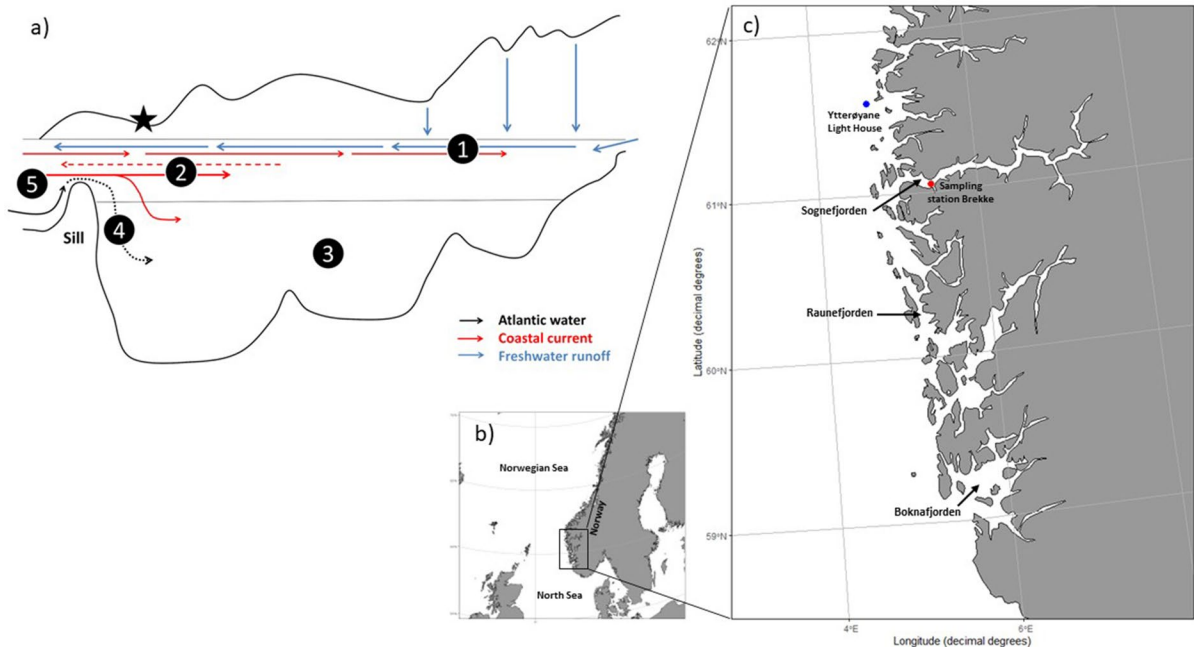 a)
1
2
5
4
3
Sill
Atlantic water
Coastal current
Freshwater runoff
b)
Norwegian Sea
Norway
North Sea
c)
62°N
61°N
60°N
59°N
4°E
6°E
Latitude (decimal degrees)
Longitude (decimal degrees)
Ytterøyane
Light House
Sampling
station Brekke
Sognefjorden
Raunefjorden
Boknafjorden